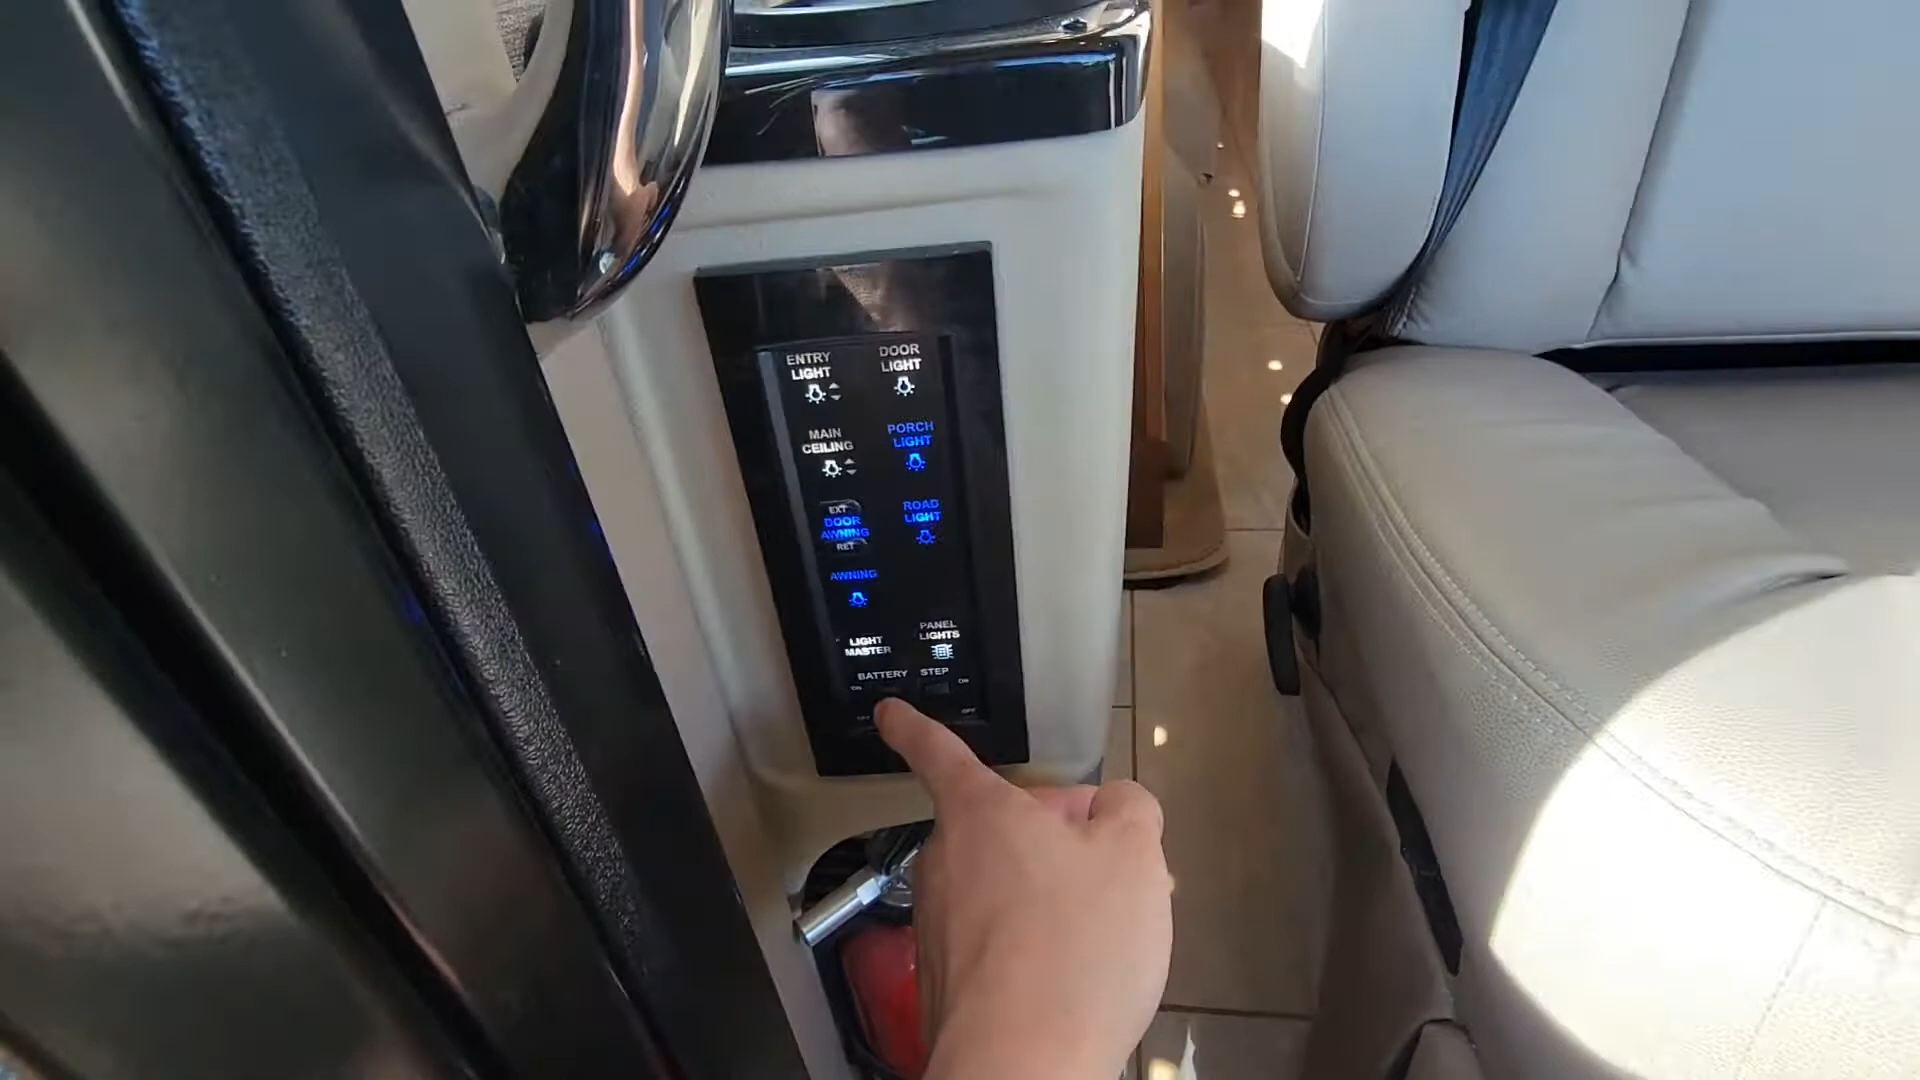 ENTRY
LIGHT
DOOR
LIGHT
MAIN
CEILING
PORCH
LIGHT
EXT
DOOR
AWNING
RET
ROAD
LIGHT
AWNING
LIGHT
MASTER
PANEL
LIGHTS
BATTERY
STEP
ON
ON
OFF
OFF